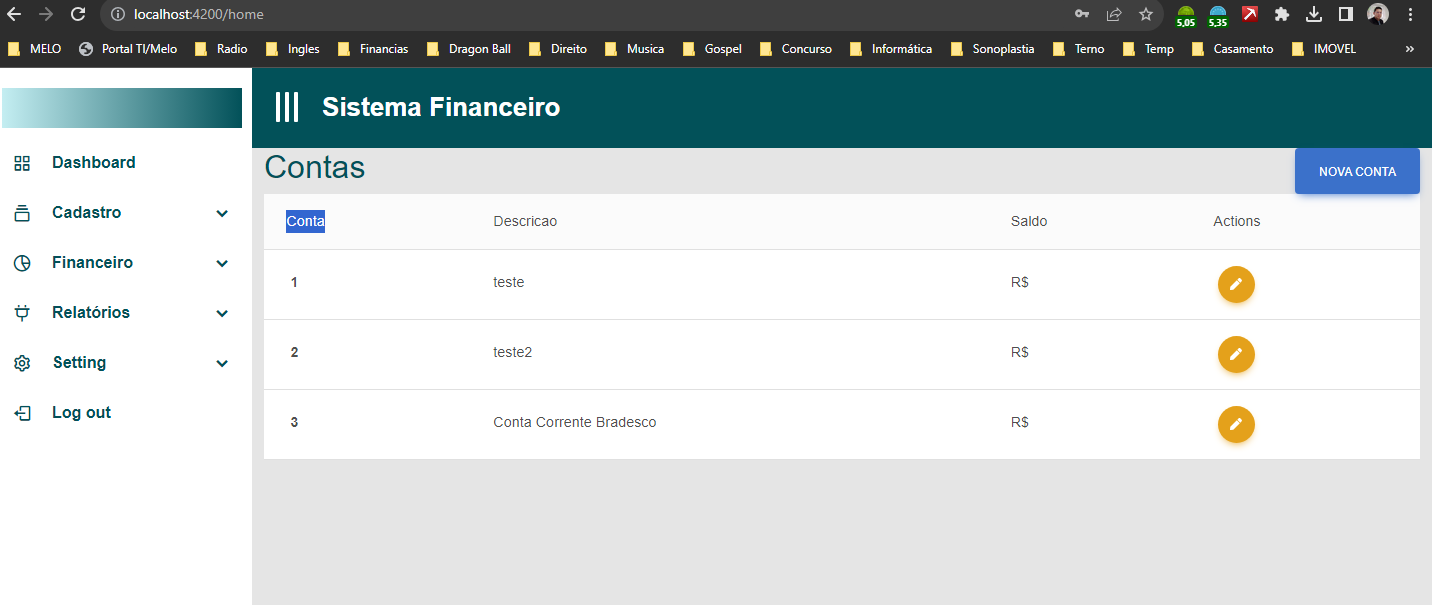 localhost:4200/home
5,05 5,35
MELO Portal TI/Melo Radio Ingles Financias Dragon Ball Direito Musica Gospel Concurso Informática Sonoplastia Temo Temp Casamento IMOVEL »
Sistema Financeiro
Dashboard
Cadastro
Financeiro
Relatórios
Setting
Log out
Contas
NOVA CONTA
Conta Descricao Saldo Actions
1 teste R$
2 teste2 R$
3 Conta Corrente Bradesco R$